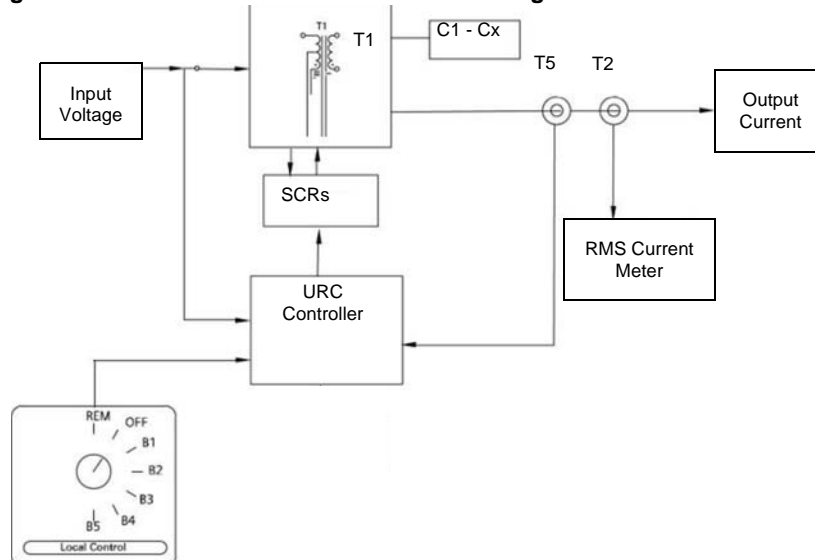 T1
T1
C1 - Cx
T5
T2
Input
Voltage
Output
Current
SCRs
RMS Current
Meter
URC
Controller
REM
OFF
B1
B2
B3
B4
B5
Local Control